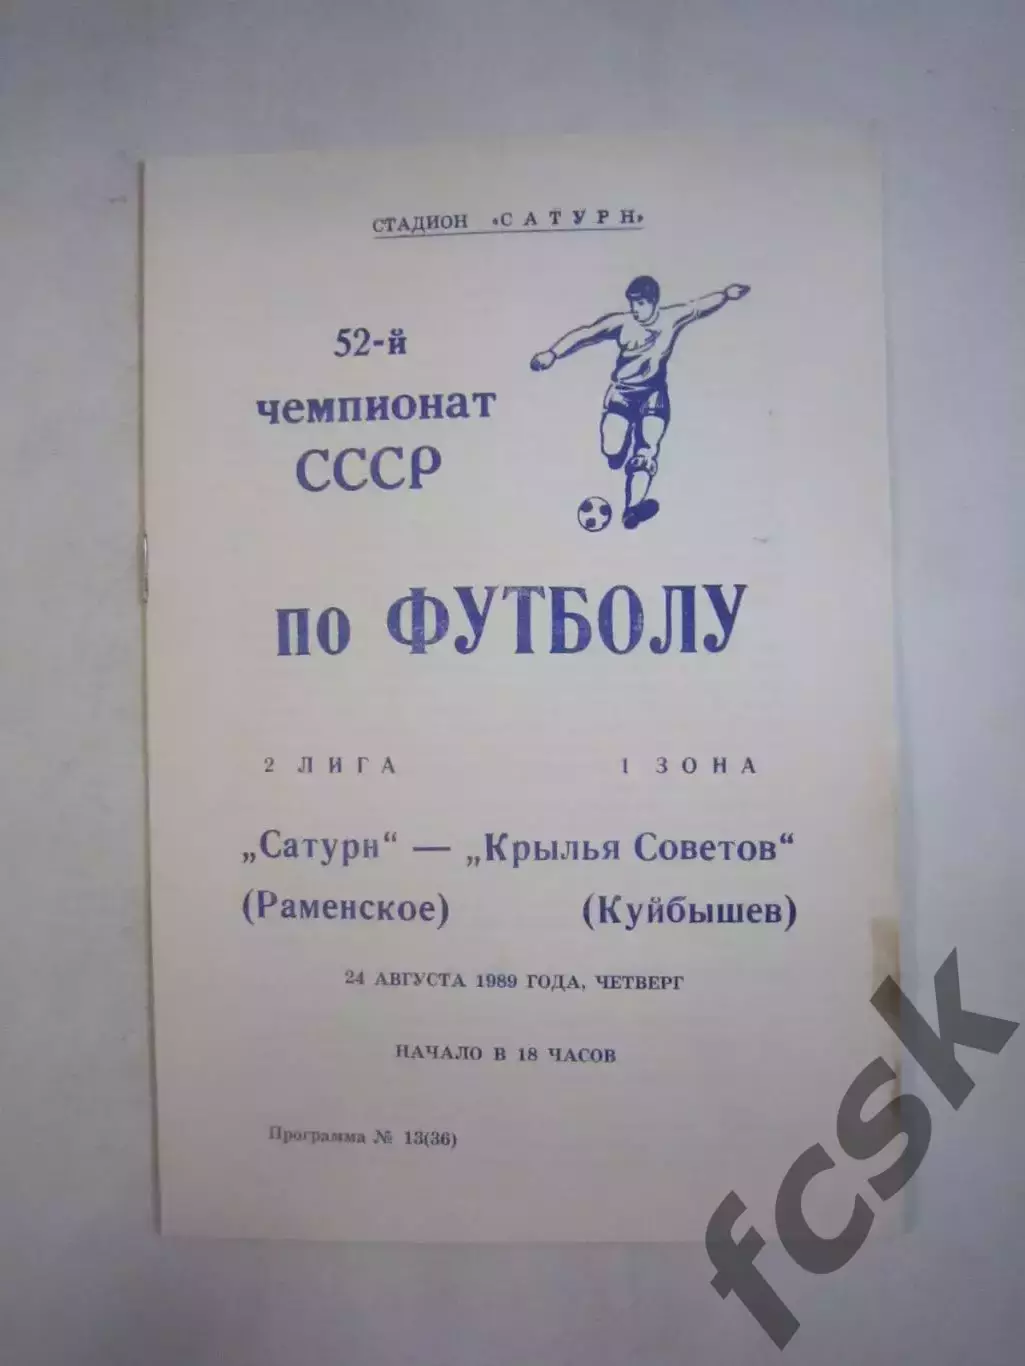 СТАДИОН «САТУРН»
52-й
чемпионат
СССР
по ФУТБОЛУ
2 ЛИГА 1 ЗОНА
„Сатурн“ — „Крылья Советов“
(Раменское) (Куйбышев)
24 АВГУСТА 1989 ГОДА, ЧЕТВЕРГ
НАЧАЛО В 18 ЧАСОВ
Программа № 13(36)
fcsk